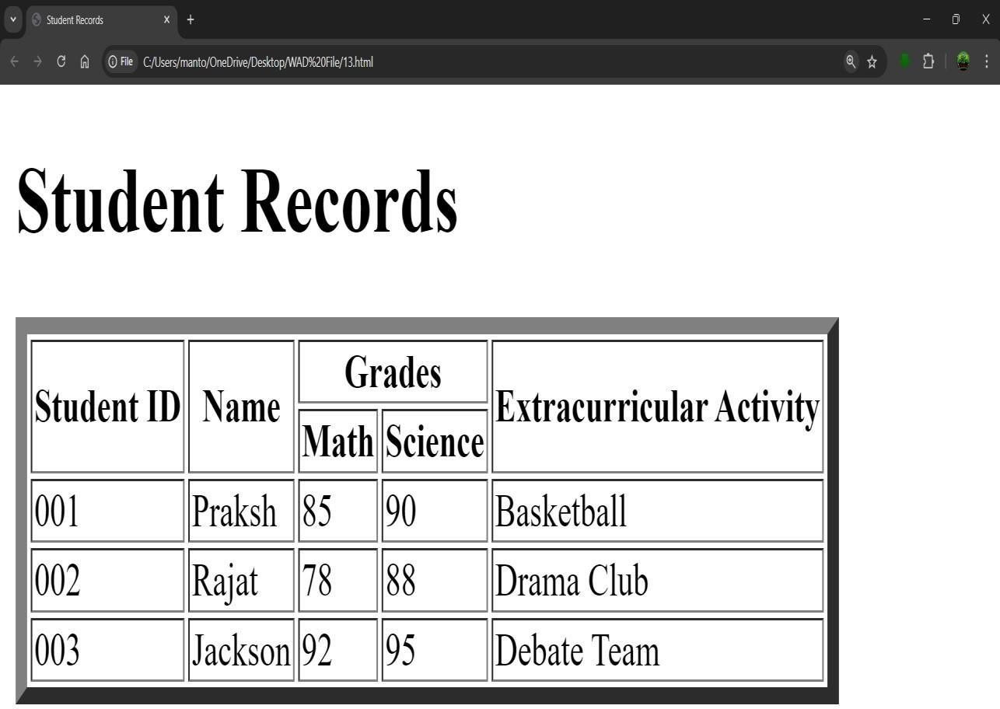 Student Records
File C:/Users/manto/OneDrive/Desktop/WAD%20File/13.html
Student Records
Student ID Name Grades Extracurricular Activity
Math Science
001 Praksh 85 90 Basketball
002 Rajat 78 88 Drama Club
003 Jackson 92 95 Debate Team